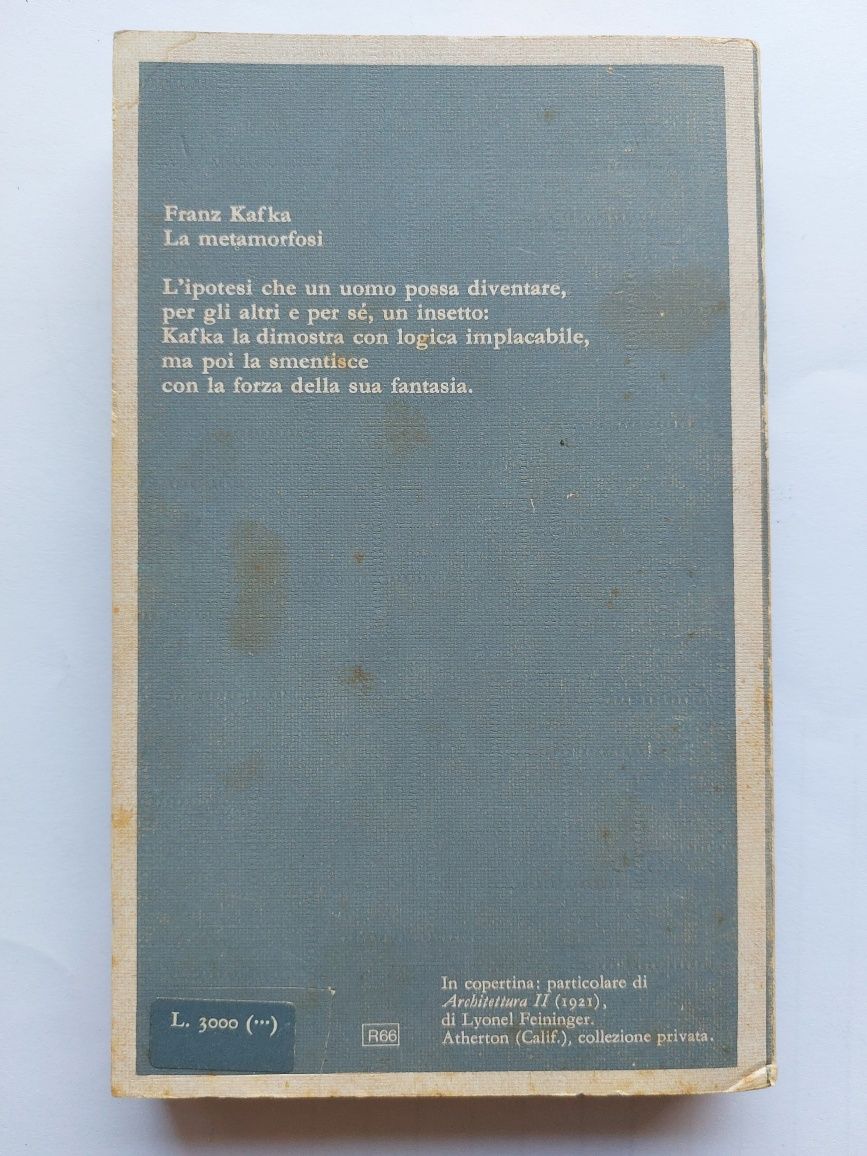 Franz Kafka
La metamorfosi
L'ipotesi che un uomo possa diventare,
per gli altri e per sé, un insetto:
Kafka la dimostra con logica implacabile,
ma poi la smentisce
con la forza della sua fantasia.
In copertina: particolare di
Architettura II (1921),
di Lyonel Feininger.
Atherton (Calif.), collezione privata.
L. 3000 (···)
R66